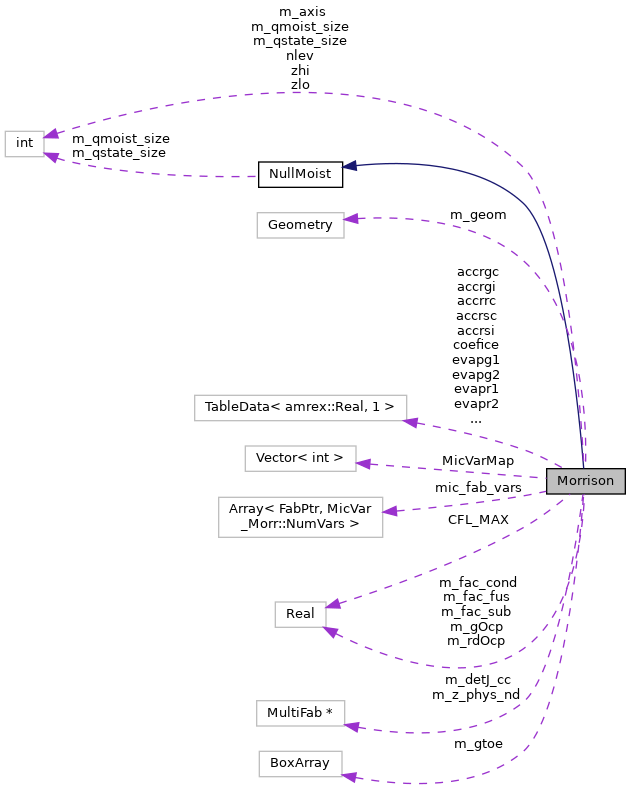 m_axis
m_qmoist_size
m_qstate_size
nlev
zhi
zlo
int
m_qmoist_size
m_qstate_size
NullMoist
Geometry
m_geom
accrgc
accrgi
accrrc
accrsc
accrsi
coefice
evapg1
evapg2
evapr1
evapr2
...
TableData< amrex::Real, 1 >
Vector< int >
MicVarMap
Morrison
mic_fab_vars
Array< FabPtr, MicVar
_Morr::NumVars >
CFL_MAX
Real
m_fac_cond
m_fac_fus
m_fac_sub
m_gOcp
m_rdOcp
m_detJ_cc
m_z_phys_nd
MultiFab *
m_gtoe
BoxArray